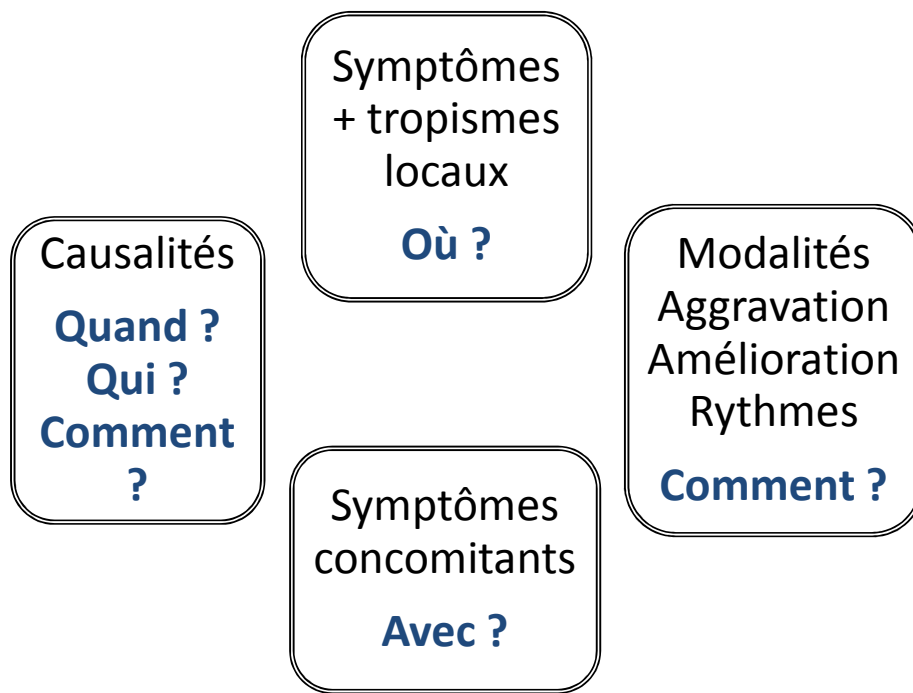 Symptômes
+ tropismes
locaux
Où ?
Causalités
Quand ?
Qui ?
Comment
?
Modalités
Aggravation
Amélioration
Rythmes
Comment ?
Symptômes
concomitants
Avec ?